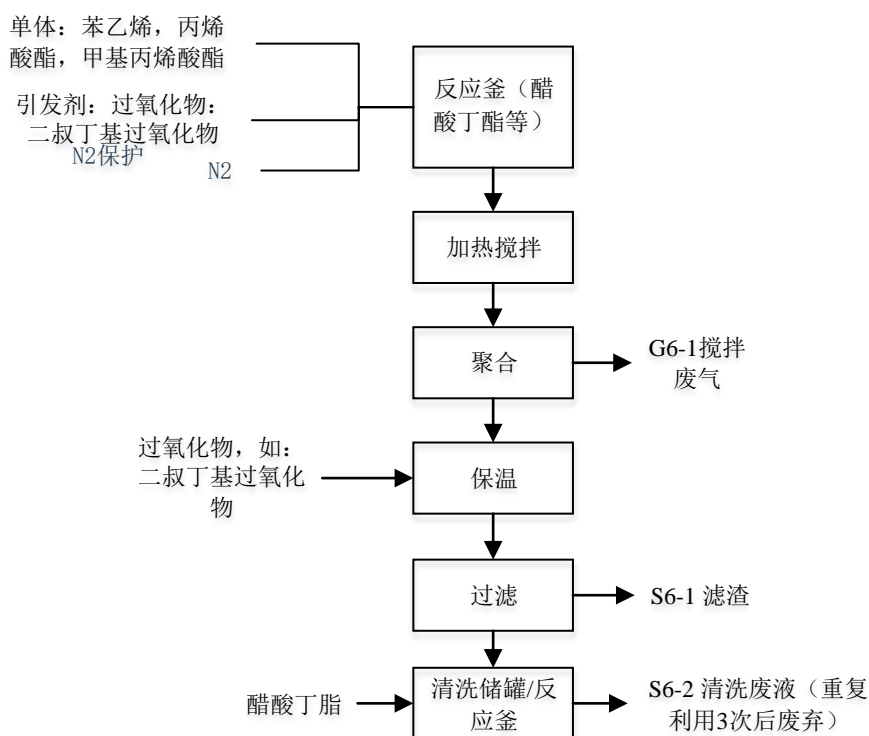 单体：苯乙烯，丙烯
酸酯，甲基丙烯酸酯
引发剂：过氧化物：
二叔丁基过氧化物
N2保护
N2
反应釜（醋
酸丁酯等）
加热搅拌
聚合
G6-1搅拌
废气
过氧化物，如：
二叔丁基过氧化
物
保温
过滤
S6-1 滤渣
醋酸丁脂
清洗储罐/反
应釜
S6-2 清洗废液（重复
利用3次后废弃）